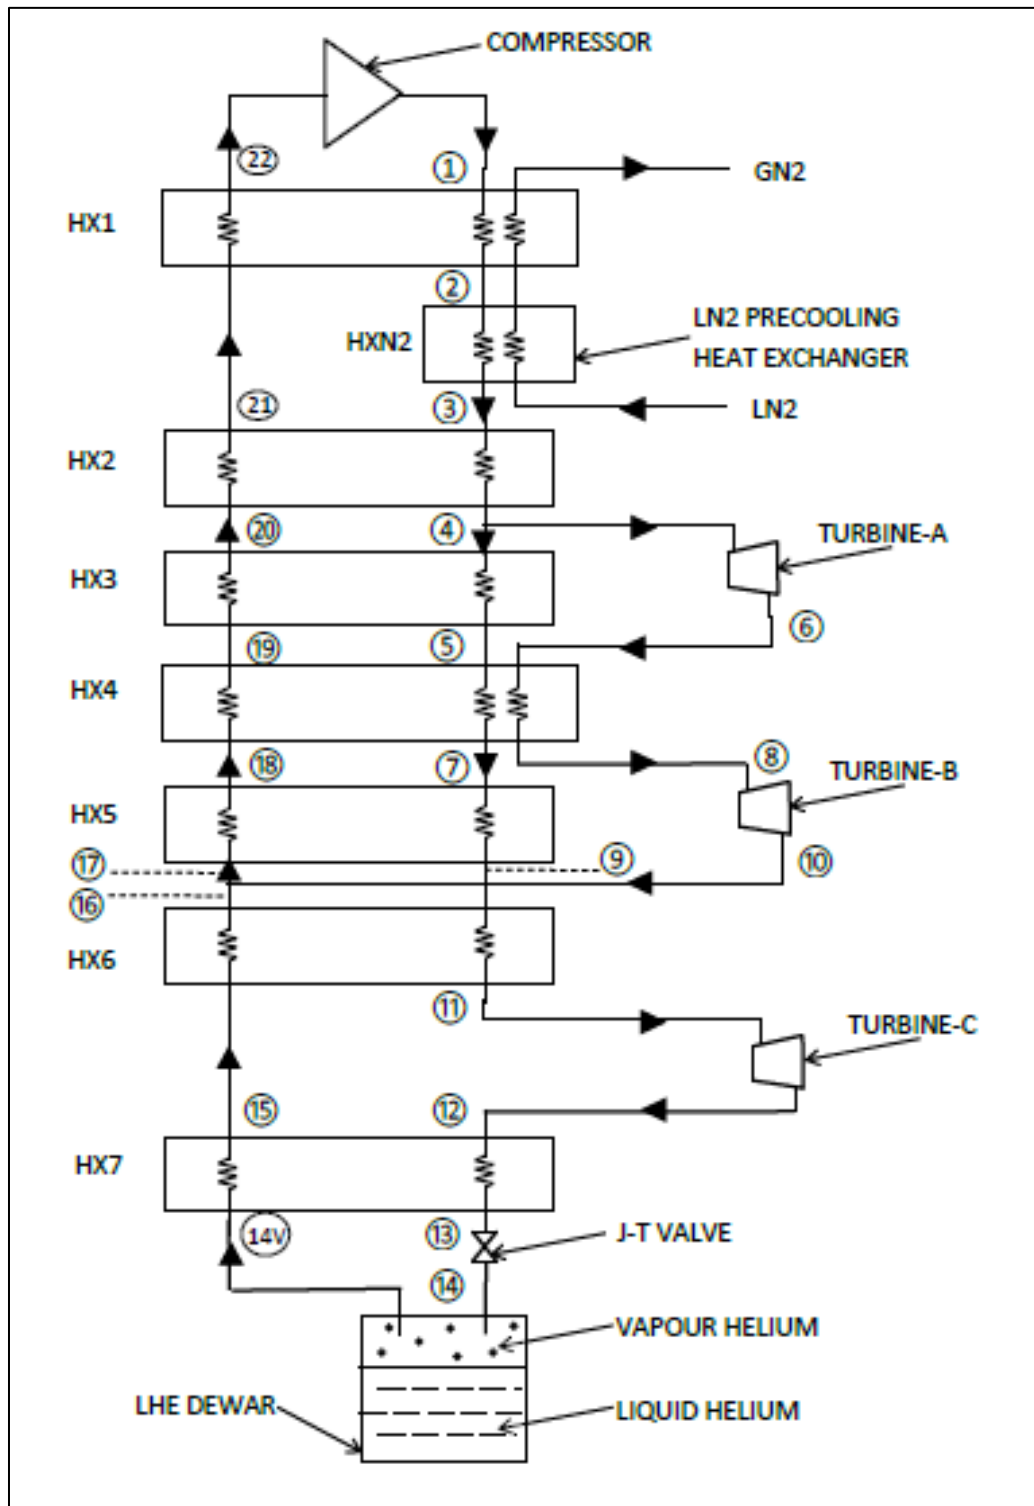 COMPRESSOR
22
1
GN2
HX1
2
HXN2
LN2 PRECOOLING
HEAT EXCHANGER
21
3
LN2
HX2
20
4
TURBINE-A
HX3
6
19
5
HX4
18
7
8
TURBINE-B
HX5
17
9
10
16
HX6
11
TURBINE-C
15
12
HX7
14V
13
J-T VALVE
14
VAPOUR HELIUM
LHE DEWAR
LIQUID HELIUM